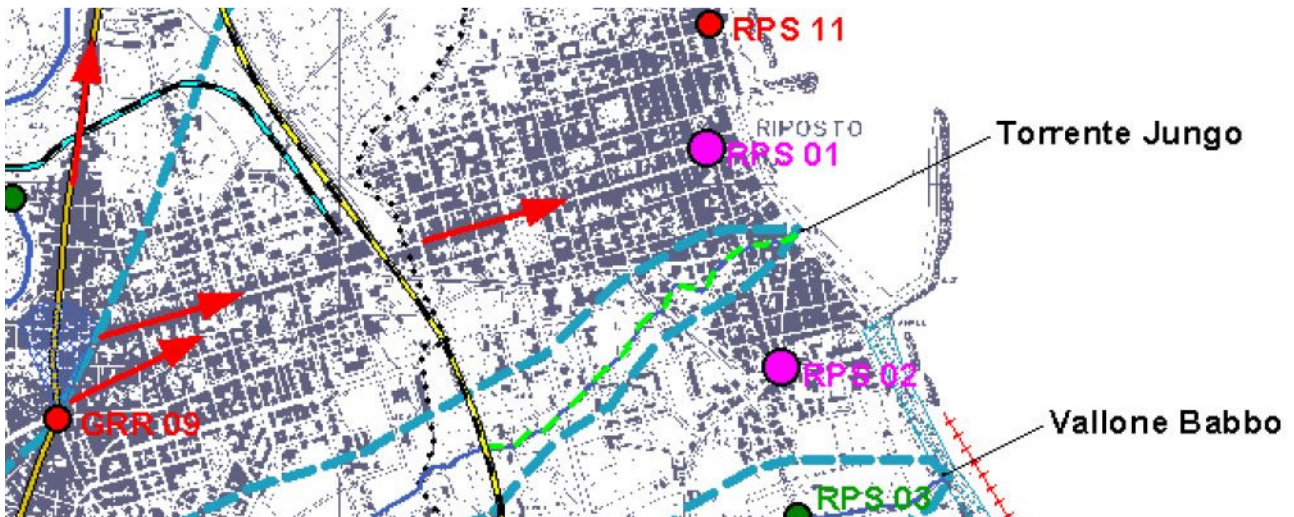 RPS 11
RIPOSTO
Torrente Jungo
RPS 01
RPS 02
GRR 09
Vallone Babbo
RPS 03